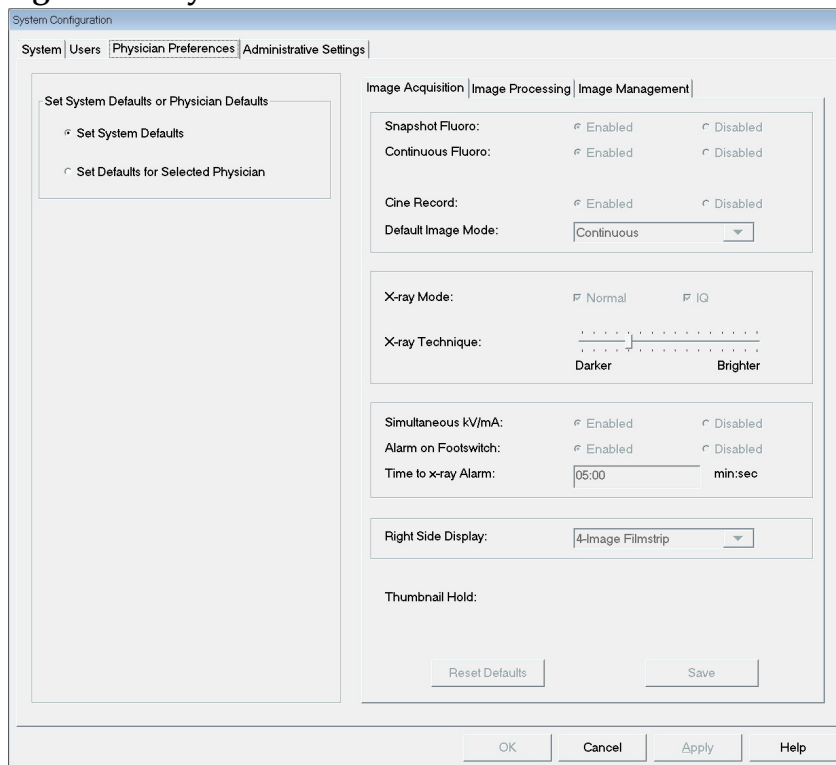 System Configuration
System Users Physician Preferences Administrative Settings
Set System Defaults or Physician Defaults
Set System Defaults
Set Defaults for Selected Physician
Image Acquisition Image Processing Image Management
Snapshot Fluoro: Enabled Disabled
Continuous Fluoro: Enabled Disabled
Cine Record: Enabled Disabled
Default Image Mode: Continuous
X-ray Mode: Normal IQ
X-ray Technique:
Darker Brighter
Simultaneous kV/mA: Enabled Disabled
Alarm on Footswitch: Enabled Disabled
Time to x-ray Alarm: 05:00 min:sec
Right Side Display: 4-Image Filmstrip
Thumbnail Hold:
Reset Defaults Save
OK Cancel Apply Help